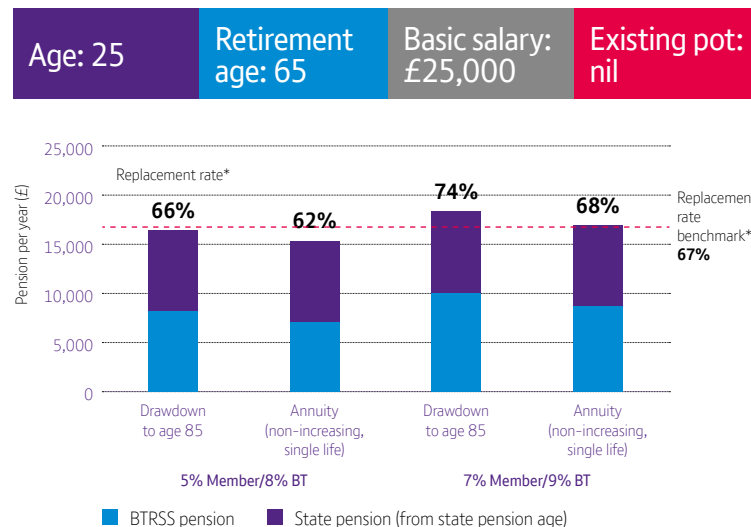 Age: 25
Retirement
age: 65
Basic salary:
£25,000
Existing pot:
nil
Pension per year (£)
25,000
20,000
15,000
10,000
5,000
0
Replacement rate*
66%
62%
74%
68%
Replacemen
rate
benchmark*
67%
Drawdown
to age 85
Annuity
(non-increasing,
single life)
Drawdown
to age 85
Annuity
(non-increasing,
single life)
5% Member/8% BT
7% Member/9% BT
BTRSS pension
State pension (from state pension age)